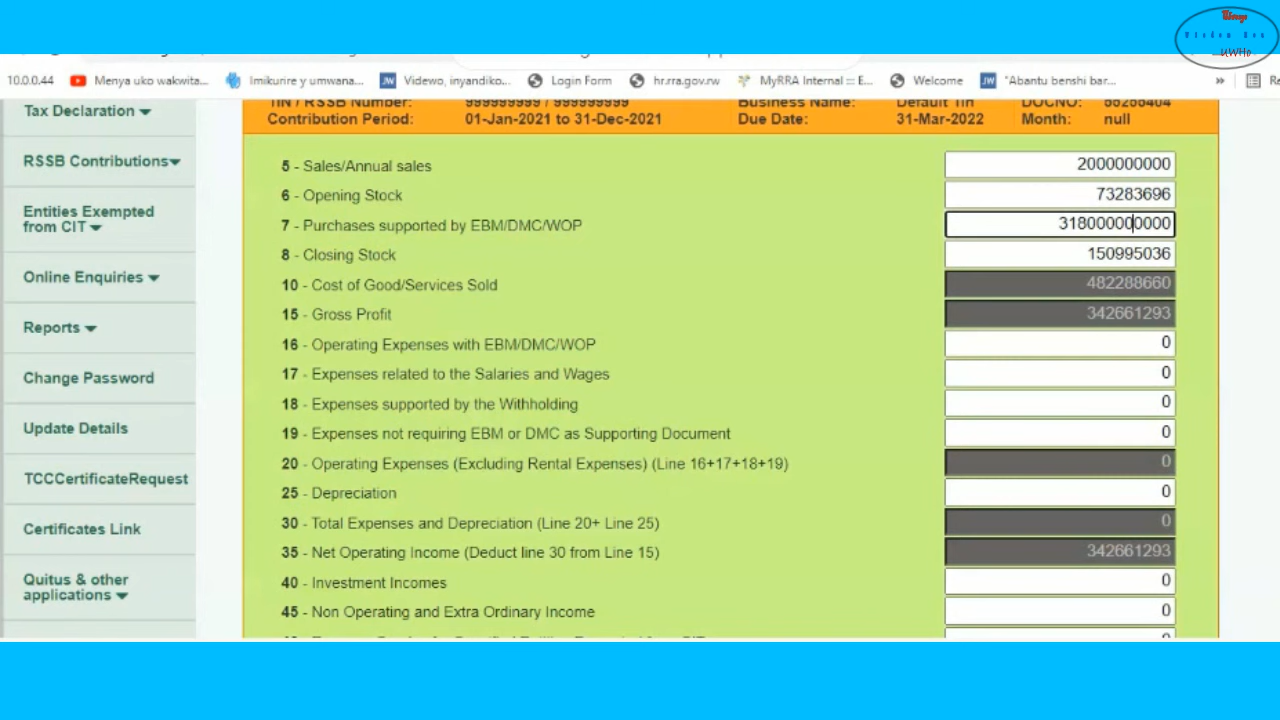 10.0.0.44 Menya uko wakwita... Imikurire y umwana... Videwo, inyandiko... Login Form hr.rra.gov.rw MyRRA Internal ::: E... Welcome "Abantu benshi bar... »
TIN / RSSB Number: 999999999 / 999999999 Business Name: Default Tin DOCNO: 55255404
Contribution Period: 01-Jan-2021 to 31-Dec-2021 Due Date: 31-Mar-2022 Month: null
Tax Declaration
RSSB Contributions
Entities Exempted
from CIT
Online Enquiries
Reports
Change Password
Update Details
TCCCertificateRequest
Certificates Link
Quitus & other
applications
5 - Sales/Annual sales 2000000000
6 - Opening Stock 73283696
7 - Purchases supported by EBM/DMC/WOP 318000000000
8 - Closing Stock 150995036
10 - Cost of Good/Services Sold 482288660
15 - Gross Profit 342661293
16 - Operating Expenses with EBM/DMC/WOP 0
17 - Expenses related to the Salaries and Wages 0
18 - Expenses supported by the Withholding 0
19 - Expenses not requiring EBM or DMC as Supporting Document 0
20 - Operating Expenses (Excluding Rental Expenses) (Line 16+17+18+19) 0
25 - Depreciation 0
30 - Total Expenses and Depreciation (Line 20+ Line 25) 0
35 - Net Operating Income (Deduct line 30 from Line 15) 342661293
40 - Investment Incomes 0
45 - Non Operating and Extra Ordinary Income 0